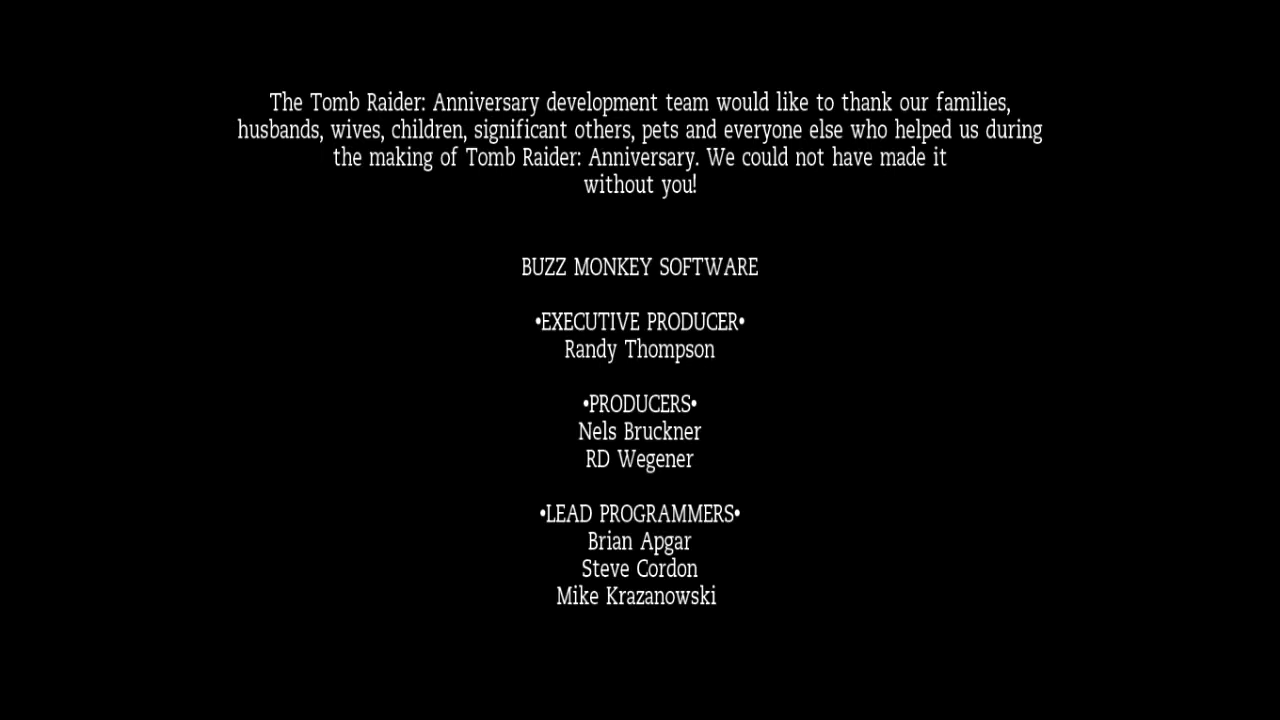 The Tomb Raider: Anniversary development team would like to thank our families,
husbands, wives, children, significant others, pets and everyone else who helped us during
the making of Tomb Raider: Anniversary. We could not have made it
without you!
BUZZ MONKEY SOFTWARE
•EXECUTIVE PRODUCER•
Randy Thompson
•PRODUCERS•
Nels Bruckner
RD Wegener
•LEAD PROGRAMMERS•
Brian Apgar
Steve Cordon
Mike Krazanowski